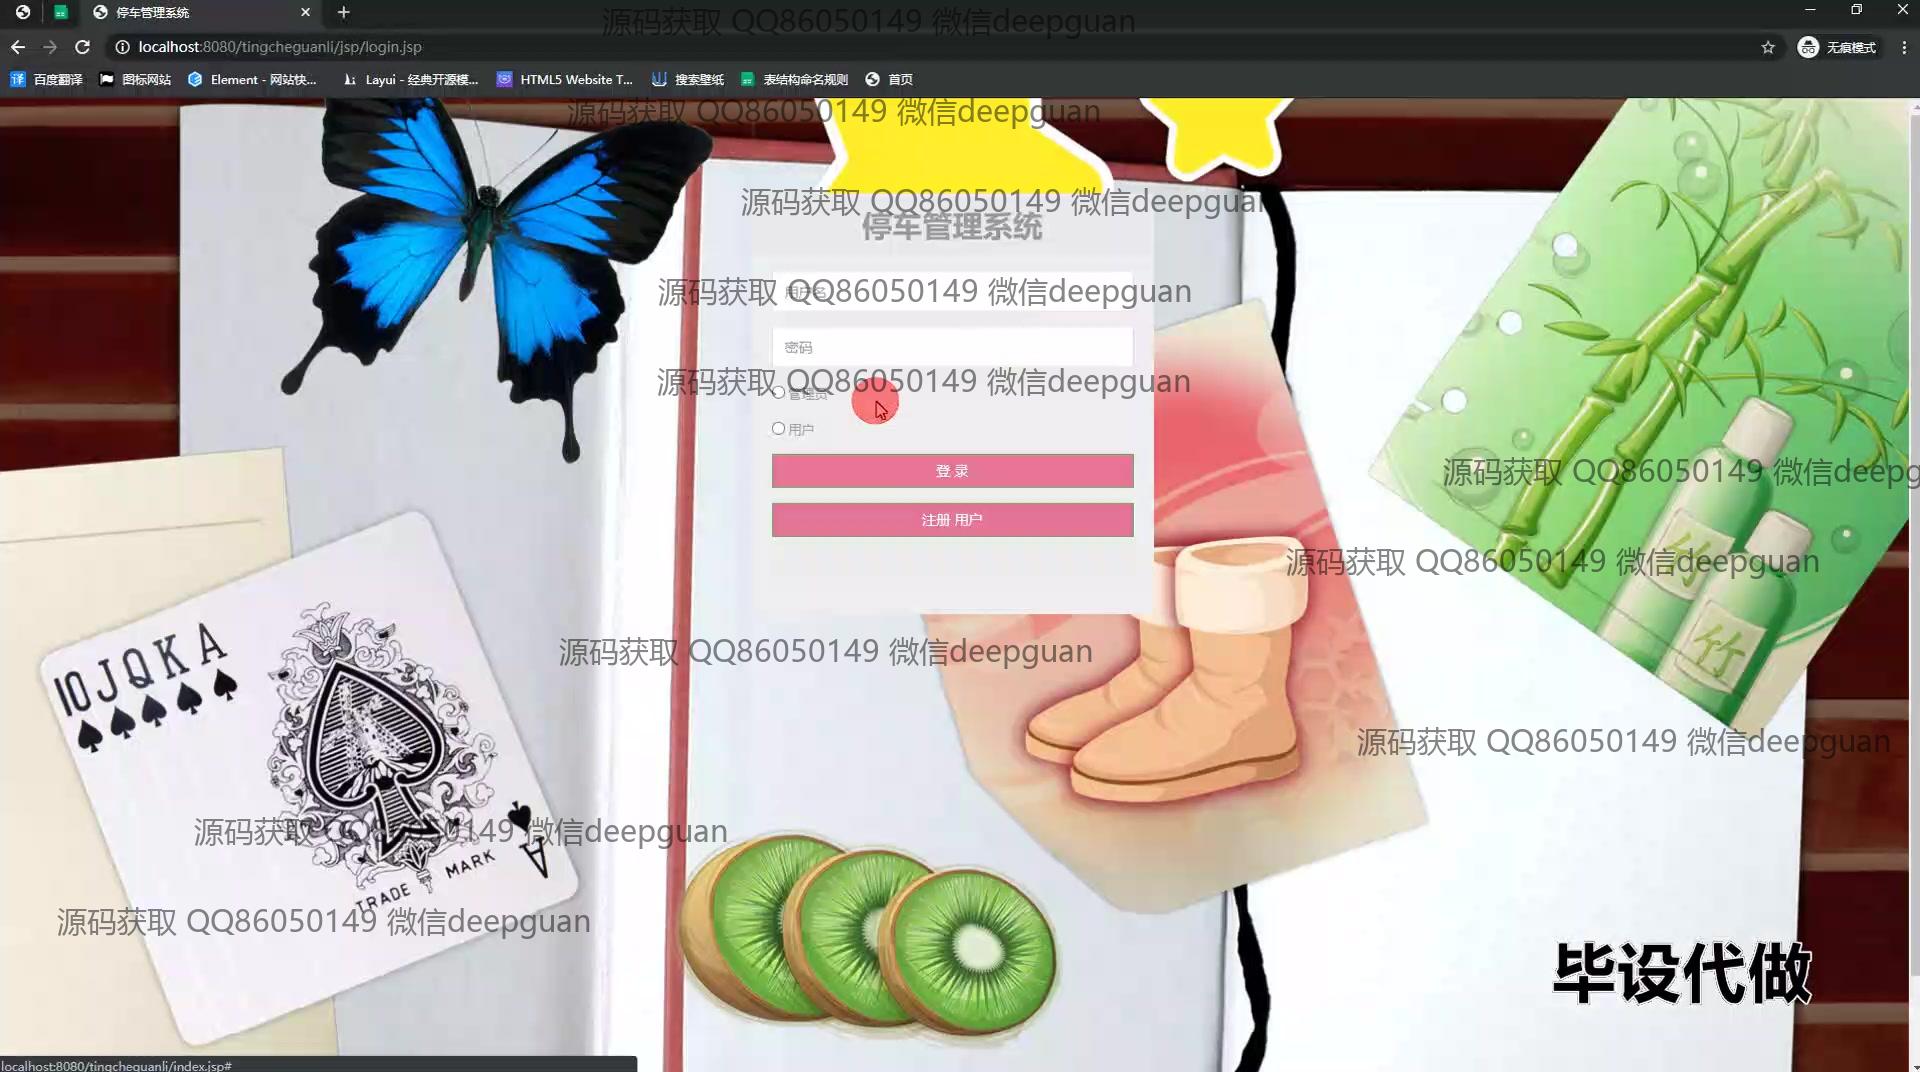 停车管理系统
源码获取 QQ86050149 微信deepguan
localhost:8080/tingcheguanli/jsp/login.jsp
无痕模式
百度翻译
图标网站
Element - 网站快...
Layui - 经典开源模...
HTML5 Website T...
搜索壁纸
表结构命名规则
首页
源码获取 QQ86050149 微信deepguan
源码获取 QQ86050149 微信deepguan
停车管理系统
用户名
源码获取 QQ86050149 微信deepguan
密码
源码获取 QQ86050149 微信deepguan
管理员
用户
登 录
源码获取 QQ86050149 微信deepg
注册 用户
源码获取 QQ86050149 微信deepguan
竹
竹
10 J Q K A
源码获取 QQ86050149 微信deepguan
源码获取 QQ86050149 微信deepguan
源码获取 QQ86050149 微信deepguan
A
TRADE MARK
源码获取 QQ86050149 微信deepguan
毕设代做
localhost:8080/tingcheguanli/index.jsp#